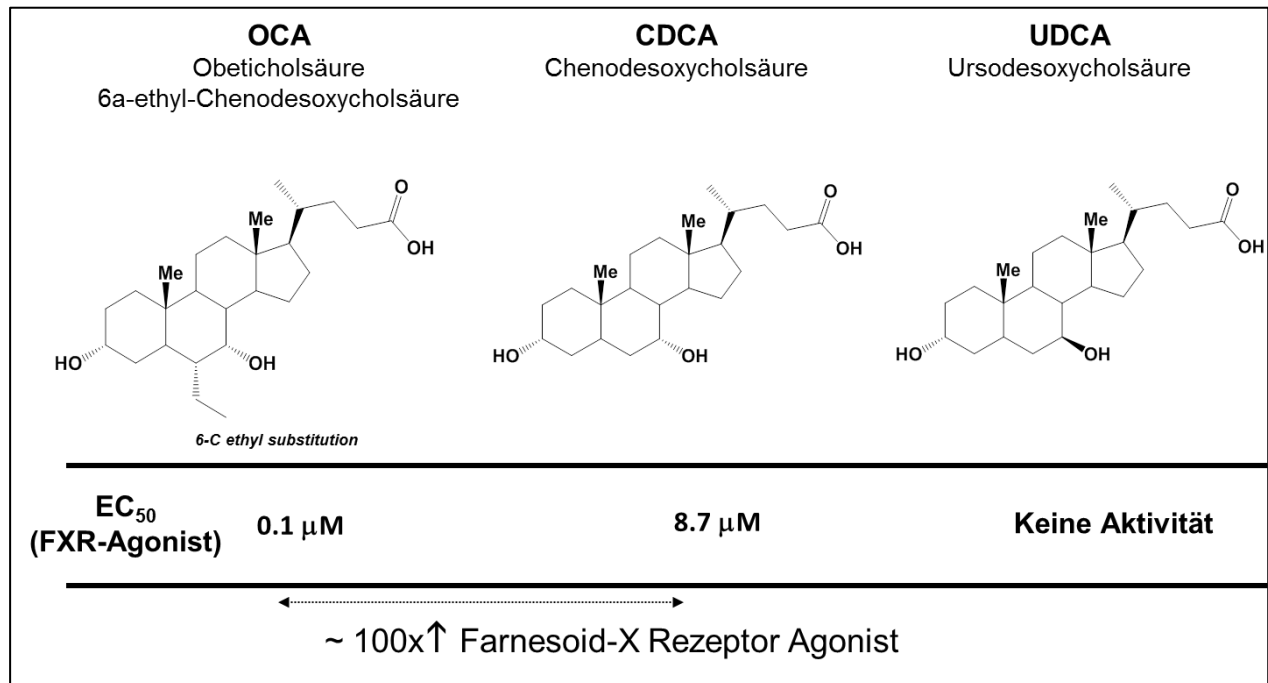 OCA
Obeticholsäure
6a-ethyl-Chenodesoxycholsäure
CDCA
Chenodesoxycholsäure
UDCA
Ursodesoxycholsäure
O
Me
OH
Me
HO
OH
6-C ethyl substitution
O
Me
OH
Me
HO
OH
O
Me
OH
Me
HO
OH
EC50
(FXR-Agonist)
0.1 μM
8.7 μM
Keine Aktivität
~ 100x↑ Farnesoid-X Rezeptor Agonist